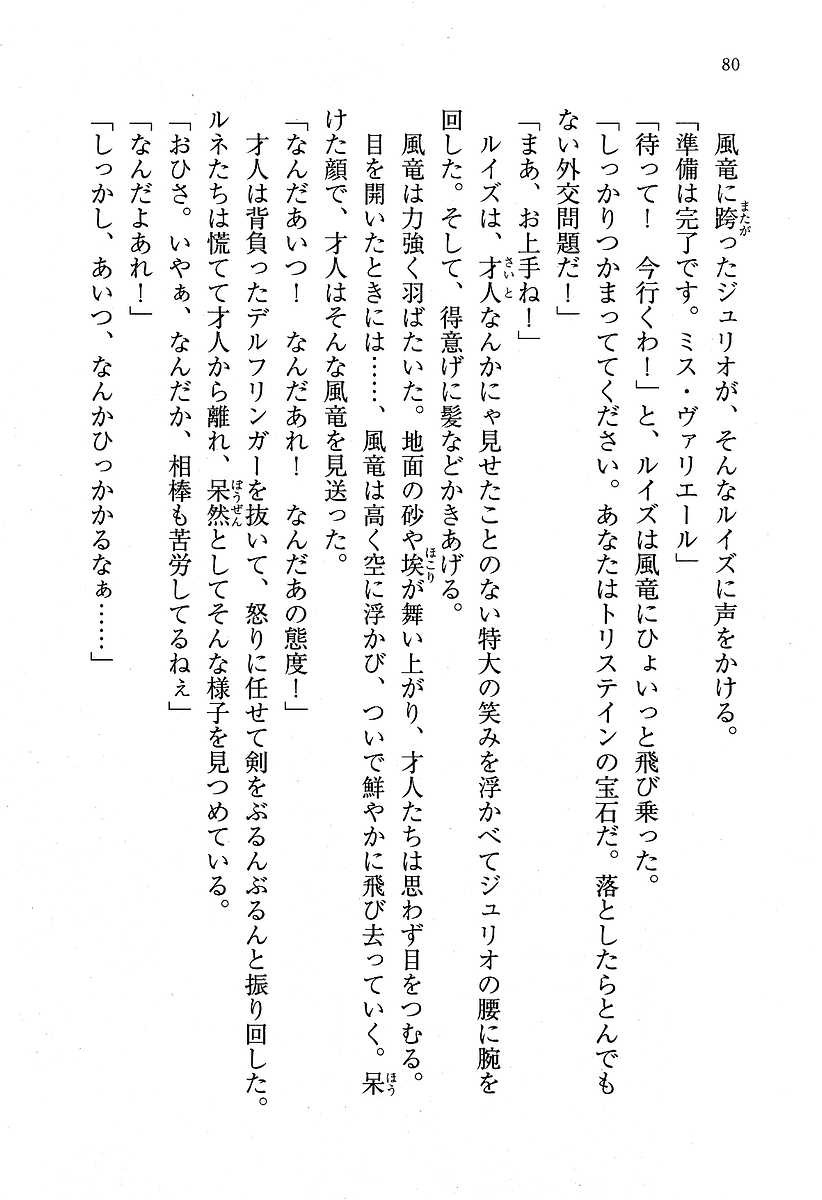 80
風竜に跨ったジュリオが、そんなルイズに声をかける。
「準備は完了です。ミス・ヴァリエール」
「待って！　今行くわ！」と、ルイズは風竜にひょいっと飛び乗った。
「しっかりつかまっててください。あなたはトリステインの宝石だ。落としたらとんでも
ない外交問題だ！」
「まあ、お上手ね！」
ルイズは、才人なんかにゃ見せたことのない特大の笑みを浮かべてジュリオの腰に腕を
回した。そして、得意げに髪などかきあげる。
風竜は力強く羽ばたいた。地面の砂や埃が舞い上がり、才人たちは思わず目をつむる。
目を開いたときには……、風竜は高く空に浮かび、ついで鮮やかに飛び去っていく。呆
けた顔で、才人はそんな風竜を見送った。
「なんだあいつ！　なんだあれ！　なんだあの態度！」
才人は背負ったデルフリンガーを抜いて、怒りに任せて剣をぶるんぶるんと振り回した。
ルネたちは慌てて才人から離れ、呆然としてそんな様子を見つめている。
「おひさ。いやぁ、なんだか、相棒も苦労してるねぇ」
「なんだよあれ！」
「しっかし、あいつ、なんかひっかかるなぁ……」